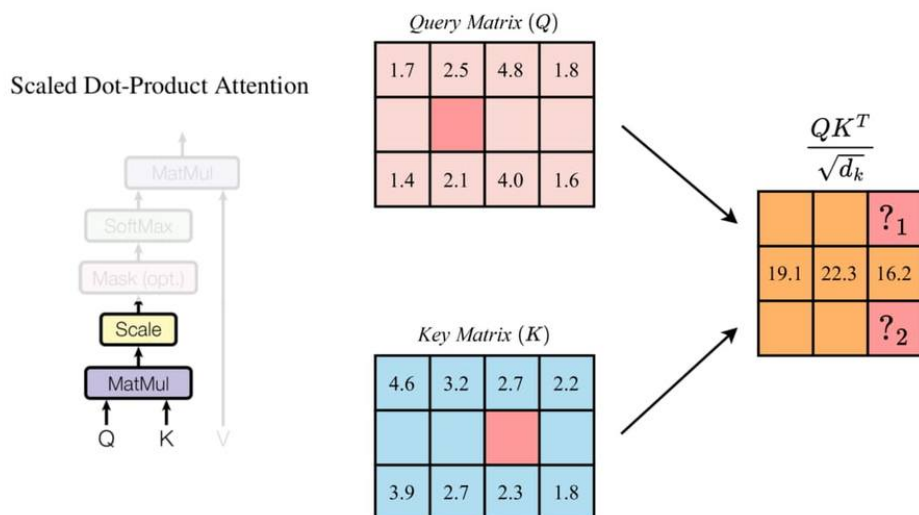 Scaled Dot-Product Attention
MatMul
SoftMax
Mask (opt.)
Scale
MatMul
Q K V
Query Matrix (Q)
1.7 2.5 4.8 1.8
1.4 2.1 4.0 1.6
Key Matrix (K)
4.6 3.2 2.7 2.2
3.9 2.7 2.3 1.8
QK^T
√d_k
?₁
19.1 22.3 16.2
?₂